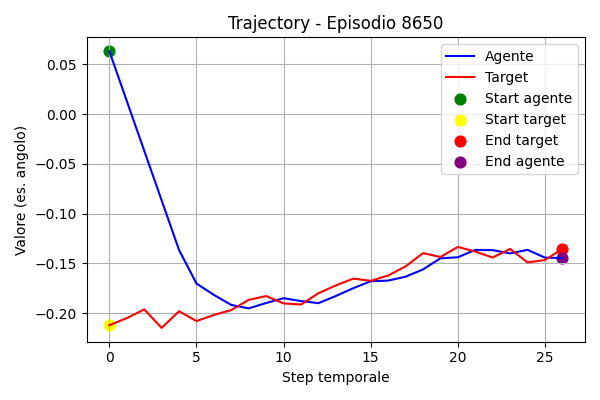 Trajectory - Episodio 8650
Valore (es. angolo)
0.05
0.00
−0.05
−0.10
−0.15
−0.20
Agente
Target
Start agente
Start target
End target
End agente
0 5 10 15 20 25
Step temporale